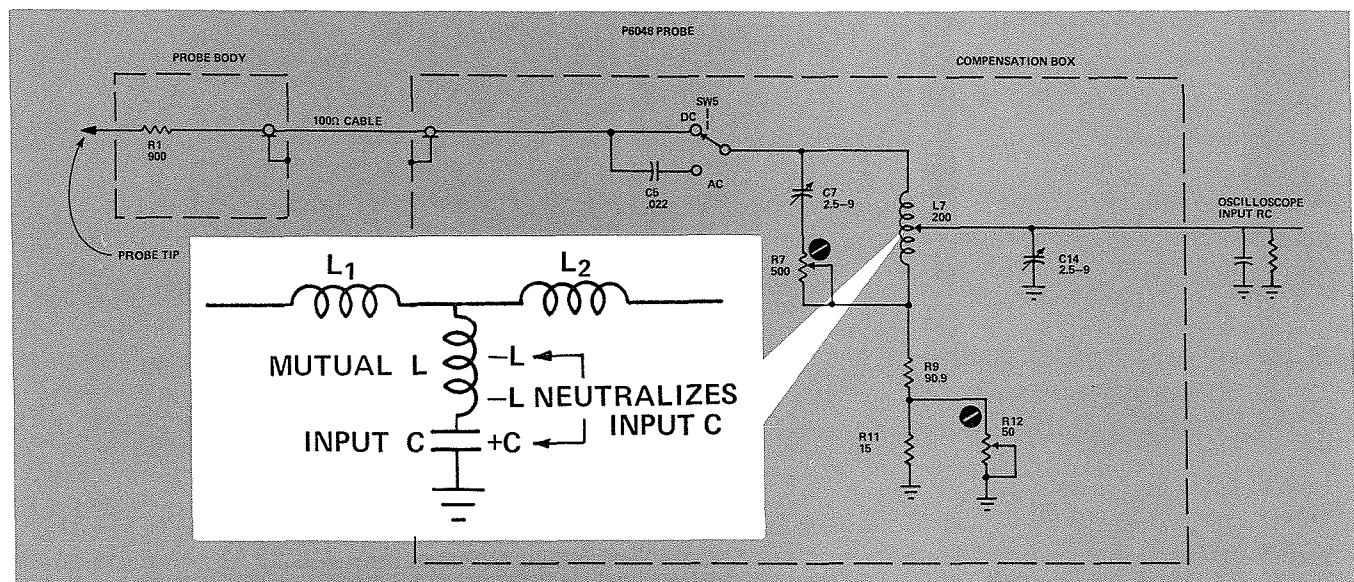 P6048 PROBE
PROBE BODY
COMPENSATION BOX
SW5
DC
100Ω CABLE
R1
900
C5
.022
AC
C7
2.5–9
L7
200
OSCILLOSCOPE
INPUT RC
PROBE TIP
R7
500
C14
2.5–9
L1
L2
MUTUAL L
–L
–L NEUTRALIZES
INPUT C
INPUT C
+C
R9
90.9
R11
15
R12
50